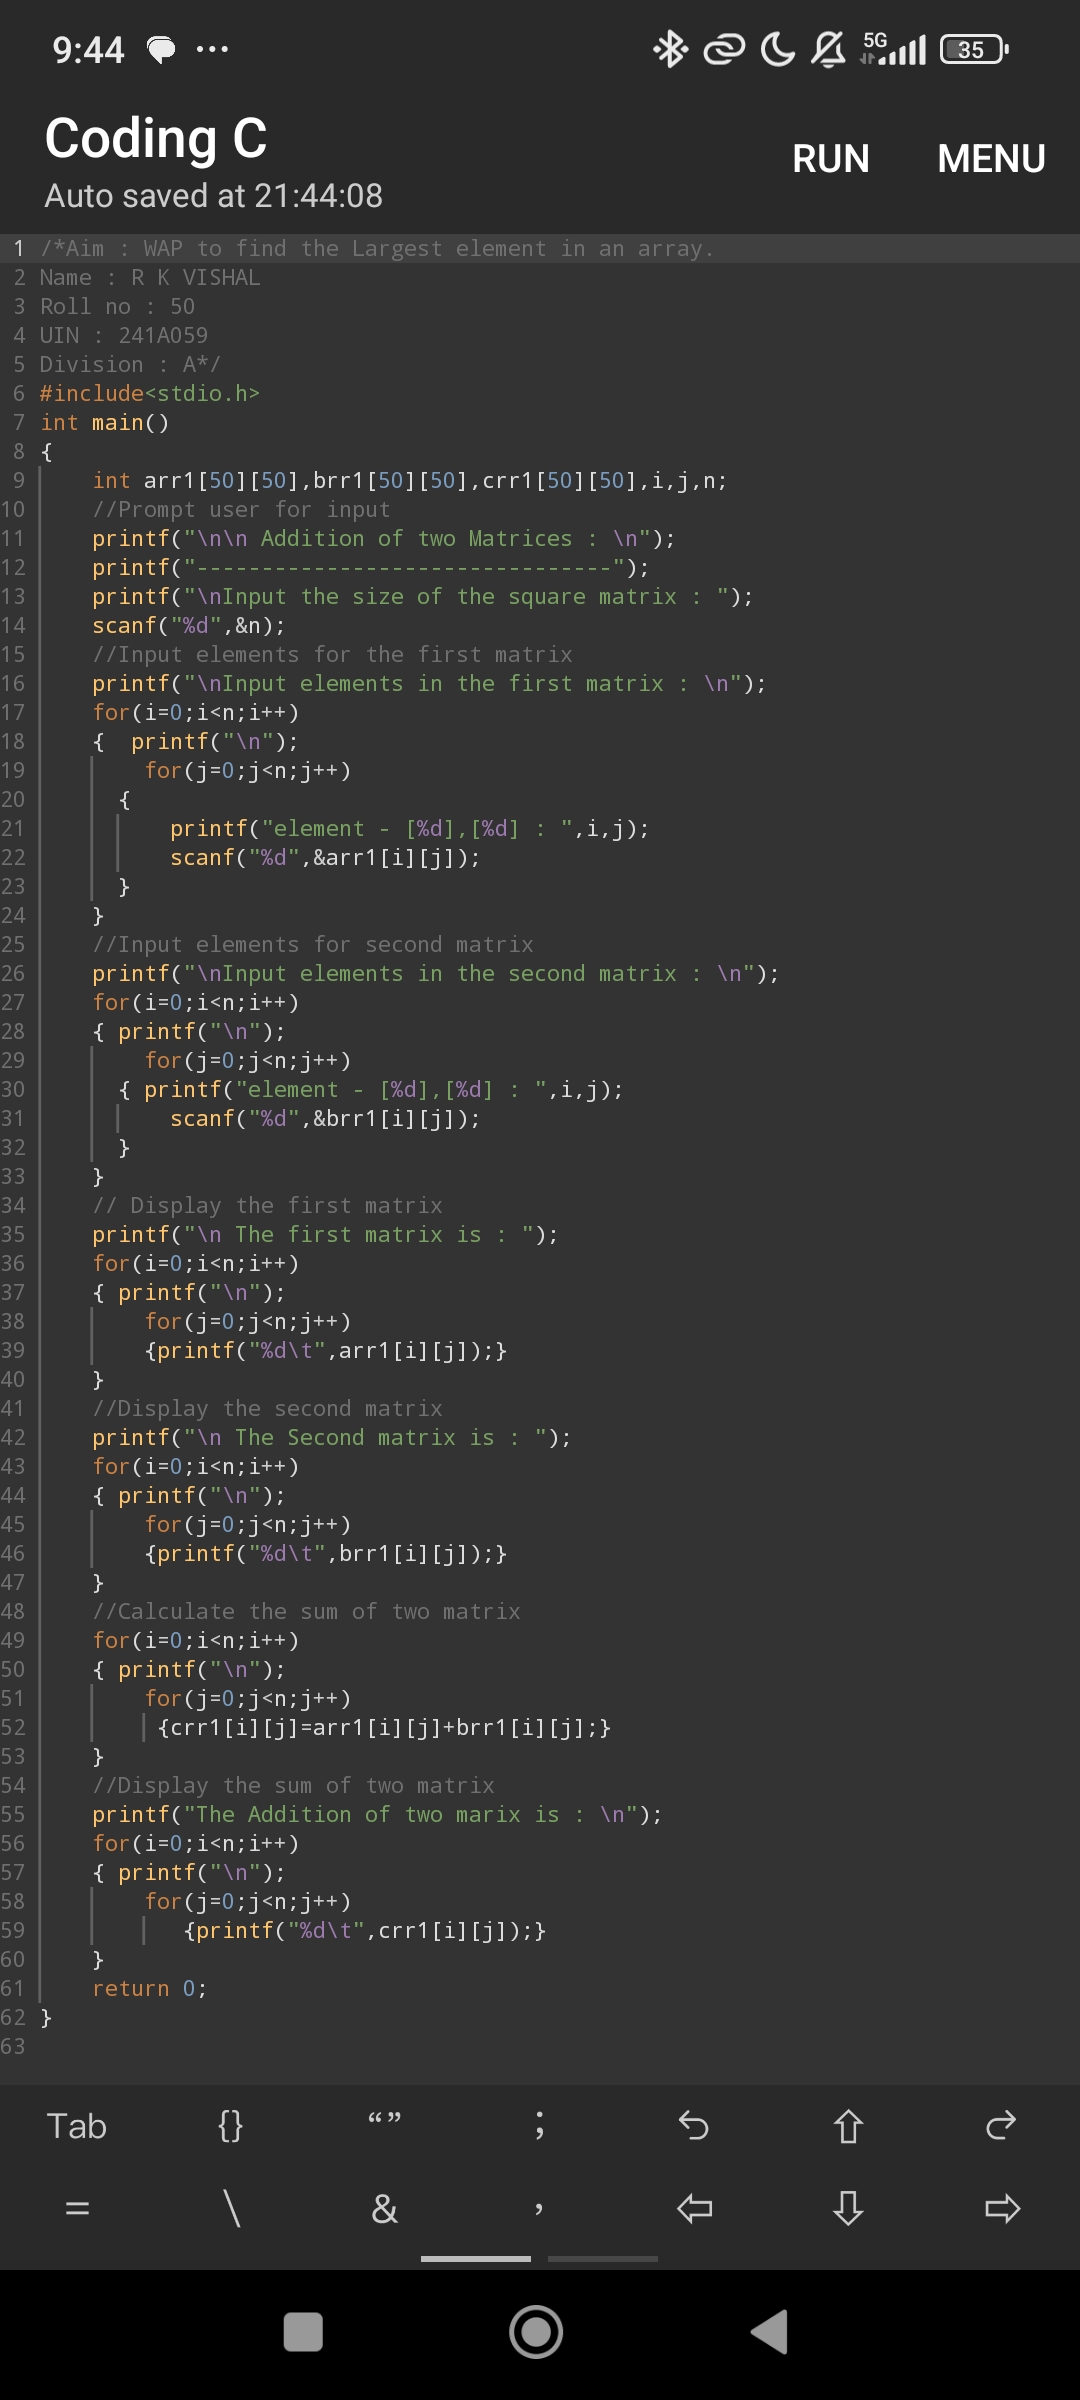 9:44 ... 5G 35
Coding C
RUN MENU
Auto saved at 21:44:08
1 /*Aim : WAP to find the Largest element in an array.
2 Name : R K VISHAL
3 Roll no : 50
4 UIN : 241A059
5 Division : A*/
6 #include<stdio.h>
7 int main()
8 {
9     int arr1[50][50],brr1[50][50],crr1[50][50],i,j,n;
10     //Prompt user for input
11     printf("\n\n Addition of two Matrices : \n");
12     printf("--------------------------------");
13     printf("\nInput the size of the square matrix : ");
14     scanf("%d",&n);
15     //Input elements for the first matrix
16     printf("\nInput elements in the first matrix : \n");
17     for(i=0;i<n;i++)
18     {  printf("\n");
19         for(j=0;j<n;j++)
20       {
21           printf("element - [%d],[%d] : ",i,j);
22           scanf("%d",&arr1[i][j]);
23       }
24     }
25     //Input elements for second matrix
26     printf("\nInput elements in the second matrix : \n");
27     for(i=0;i<n;i++)
28     { printf("\n");
29         for(j=0;j<n;j++)
30       { printf("element - [%d],[%d] : ",i,j);
31           scanf("%d",&brr1[i][j]);
32       }
33     }
34     // Display the first matrix
35     printf("\n The first matrix is : ");
36     for(i=0;i<n;i++)
37     { printf("\n");
38         for(j=0;j<n;j++)
39         {printf("%d\t",arr1[i][j]);}
40     }
41     //Display the second matrix
42     printf("\n The Second matrix is : ");
43     for(i=0;i<n;i++)
44     { printf("\n");
45         for(j=0;j<n;j++)
46         {printf("%d\t",brr1[i][j]);}
47     }
48     //Calculate the sum of two matrix
49     for(i=0;i<n;i++)
50     { printf("\n");
51         for(j=0;j<n;j++)
52          {crr1[i][j]=arr1[i][j]+brr1[i][j];}
53     }
54     //Display the sum of two matrix
55     printf("The Addition of two marix is : \n");
56     for(i=0;i<n;i++)
57     { printf("\n");
58         for(j=0;j<n;j++)
59            {printf("%d\t",crr1[i][j]);}
60     }
61     return 0;
62 }
63
Tab {} “” ;
= \ & ,